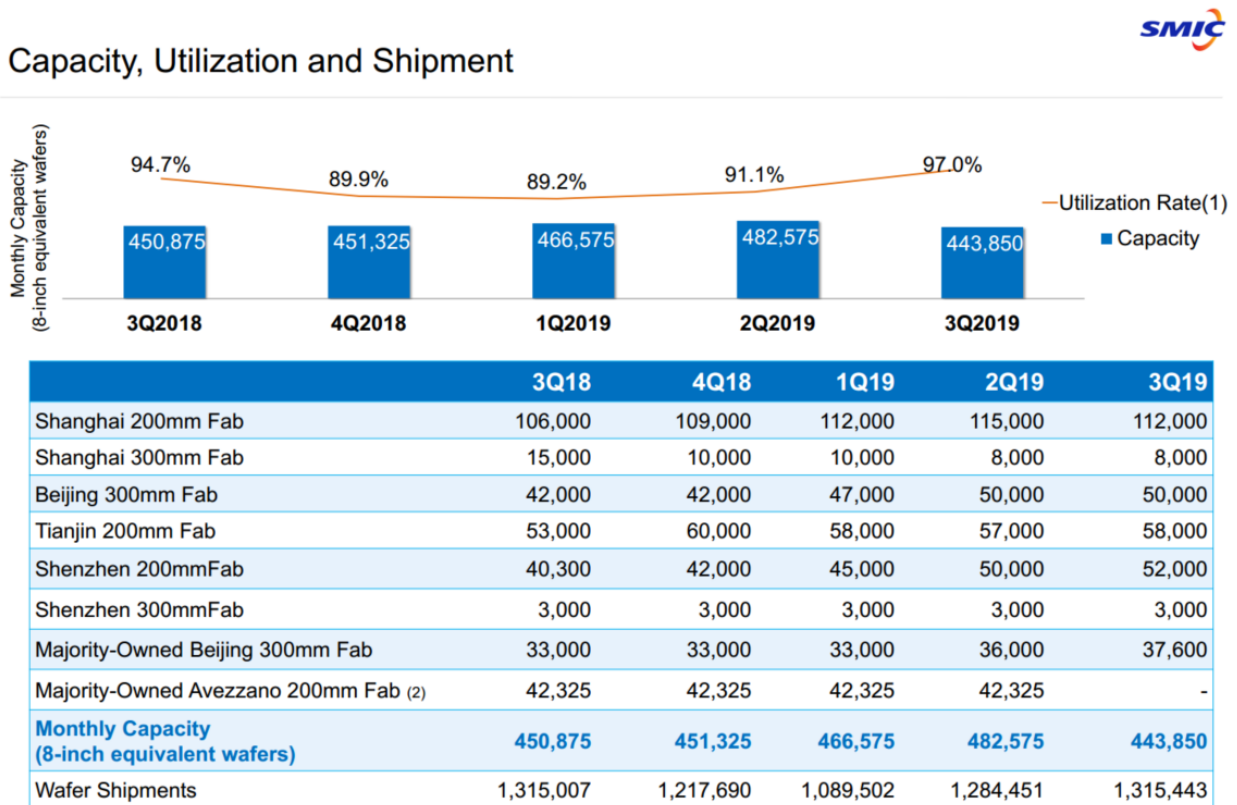 SMIC
Capacity, Utilization and Shipment
Monthly Capacity
(8-inch equivalent wafers)
94.7%
89.9%
89.2%
91.1%
97.0%
Utilization Rate(1)
Capacity
450,875
451,325
466,575
482,575
443,850
3Q2018
4Q2018
1Q2019
2Q2019
3Q2019
3Q18 4Q18 1Q19 2Q19 3Q19
Shanghai 200mm Fab 106,000 109,000 112,000 115,000 112,000
Shanghai 300mm Fab 15,000 10,000 10,000 8,000 8,000
Beijing 300mm Fab 42,000 42,000 47,000 50,000 50,000
Tianjin 200mm Fab 53,000 60,000 58,000 57,000 58,000
Shenzhen 200mmFab 40,300 42,000 45,000 50,000 52,000
Shenzhen 300mmFab 3,000 3,000 3,000 3,000 3,000
Majority-Owned Beijing 300mm Fab 33,000 33,000 33,000 36,000 37,600
Majority-Owned Avezzano 200mm Fab (2) 42,325 42,325 42,325 42,325 -
Monthly Capacity
(8-inch equivalent wafers) 450,875 451,325 466,575 482,575 443,850
Wafer Shipments 1,315,007 1,217,690 1,089,502 1,284,451 1,315,443